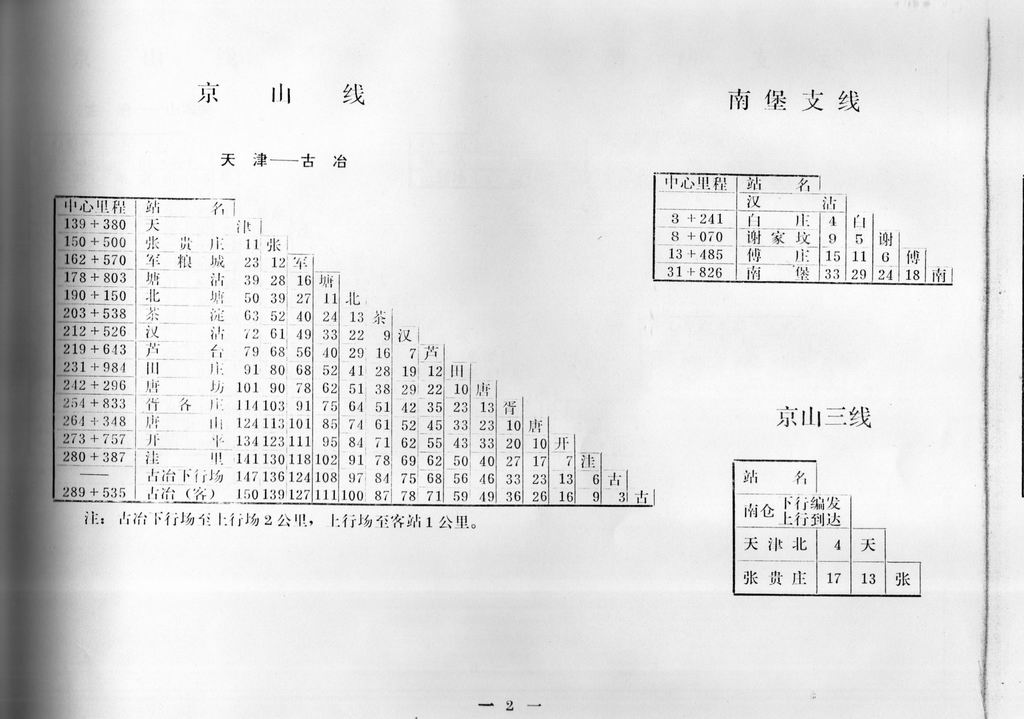 京山线
天津——古冶
中心里程 站名
139+380 天津
150+500 张贵庄 11 张
162+570 军粮城 23 12 军
178+803 塘沽 39 28 16 塘
190+150 北塘 50 39 27 11 北
203+538 茶淀 63 52 40 24 13 茶
212+526 汉沽 72 61 49 33 22 9 汉
219+643 芦台 79 68 56 40 29 16 7 芦
231+984 田庄 91 80 68 52 41 28 19 12 田
242+296 唐坊 101 90 78 62 51 38 29 22 10 唐
254+833 胥各庄 114 103 91 75 64 51 42 35 23 13 胥
264+348 唐山 124 113 101 85 74 61 52 45 33 23 10 唐
273+757 开平 134 123 111 95 84 71 62 55 43 33 20 10 开
280+387 洼里 141 130 118 102 91 78 69 62 50 40 27 17 7 洼
—— 古冶下行场 147 136 124 108 97 84 75 68 56 46 33 23 13 6 古
289+535 古冶(客) 150 139 127 111 100 87 78 71 59 49 36 26 16 9 3 古
注：古冶下行场至上行场2公里，上行场至客站1公里。
南堡支线
中心里程 站名
汉沽
3+241 白庄 4 白
8+070 谢家坟 9 5 谢
13+485 傅庄 15 11 6 傅
31+826 南堡 33 29 24 18 南
京山三线
站名
南仓 下行编发
上行到达
天津北 4 天
张贵庄 17 13 张
— 2 —